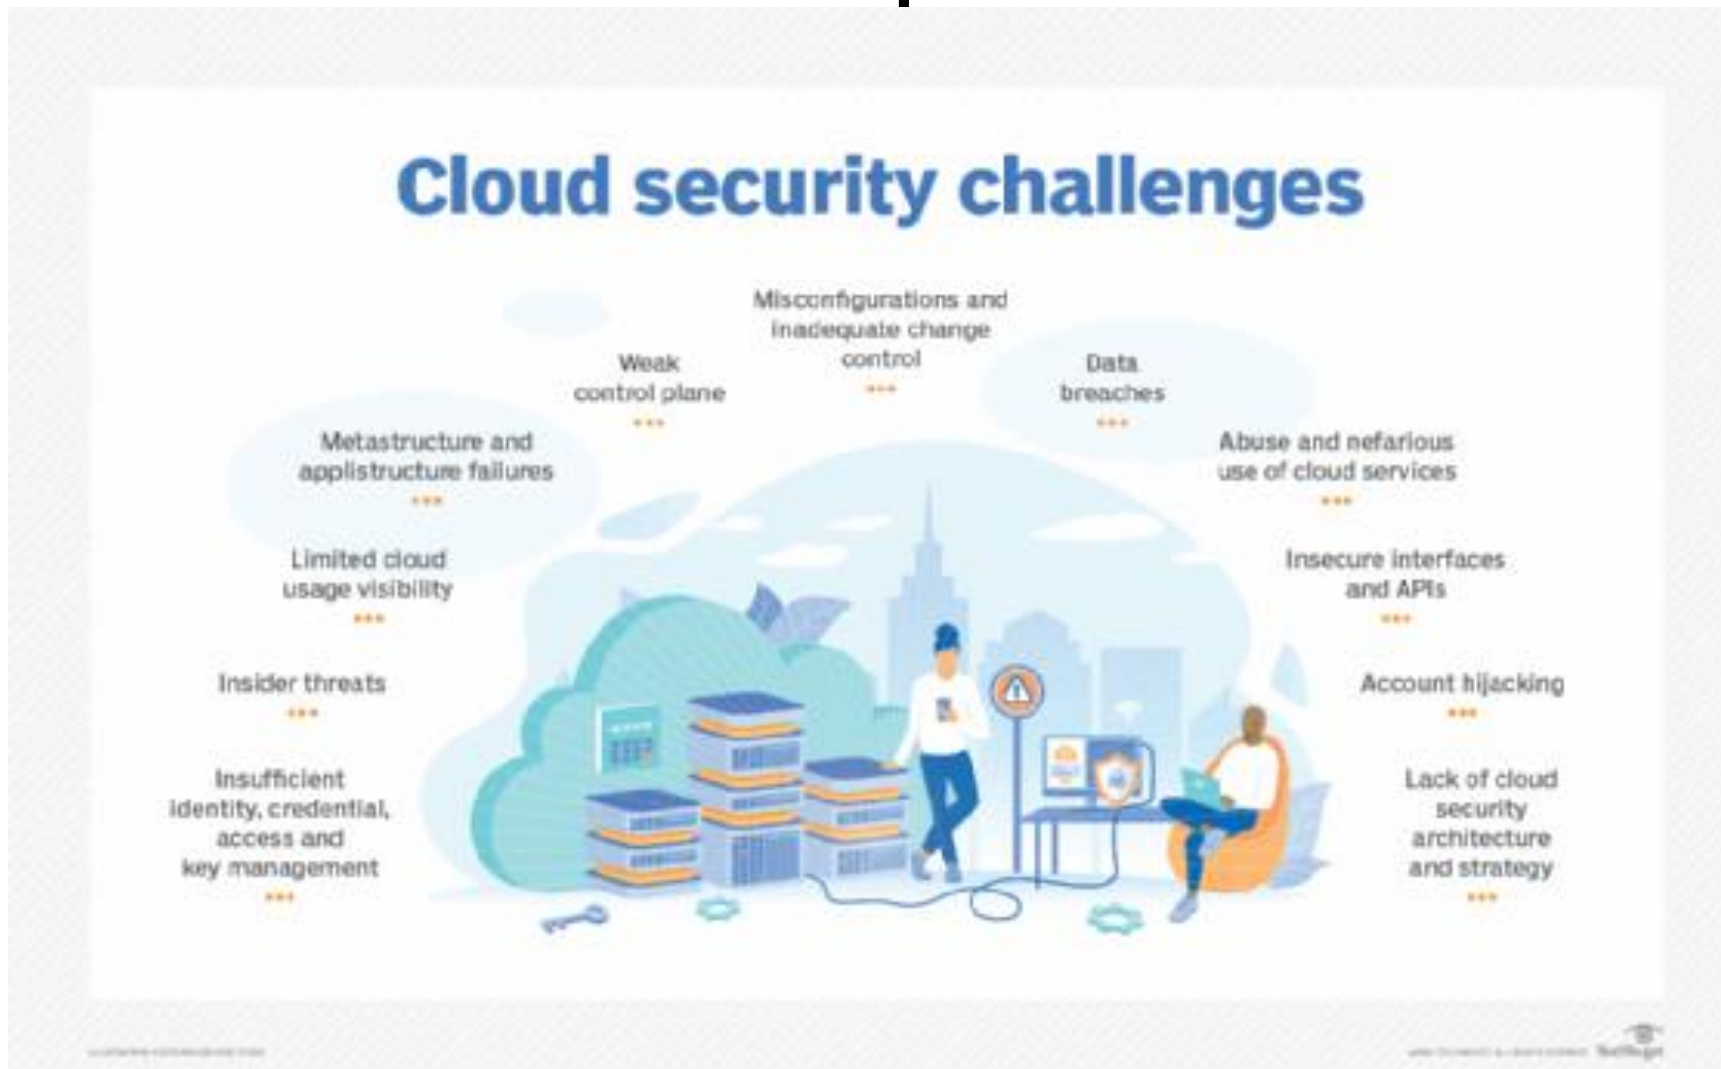 Cloud security challenges
Misconfigurations and
inadequate change
control
Weak
control plane
Data
breaches
Metastructure and
applistructure failures
Abuse and nefarious
use of cloud services
Limited cloud
usage visibility
Insecure interfaces
and APIs
Insider threats
Account hijacking
Insufficient
identity, credential,
access and
key management
Lack of cloud
security
architecture
and strategy
TechTarget